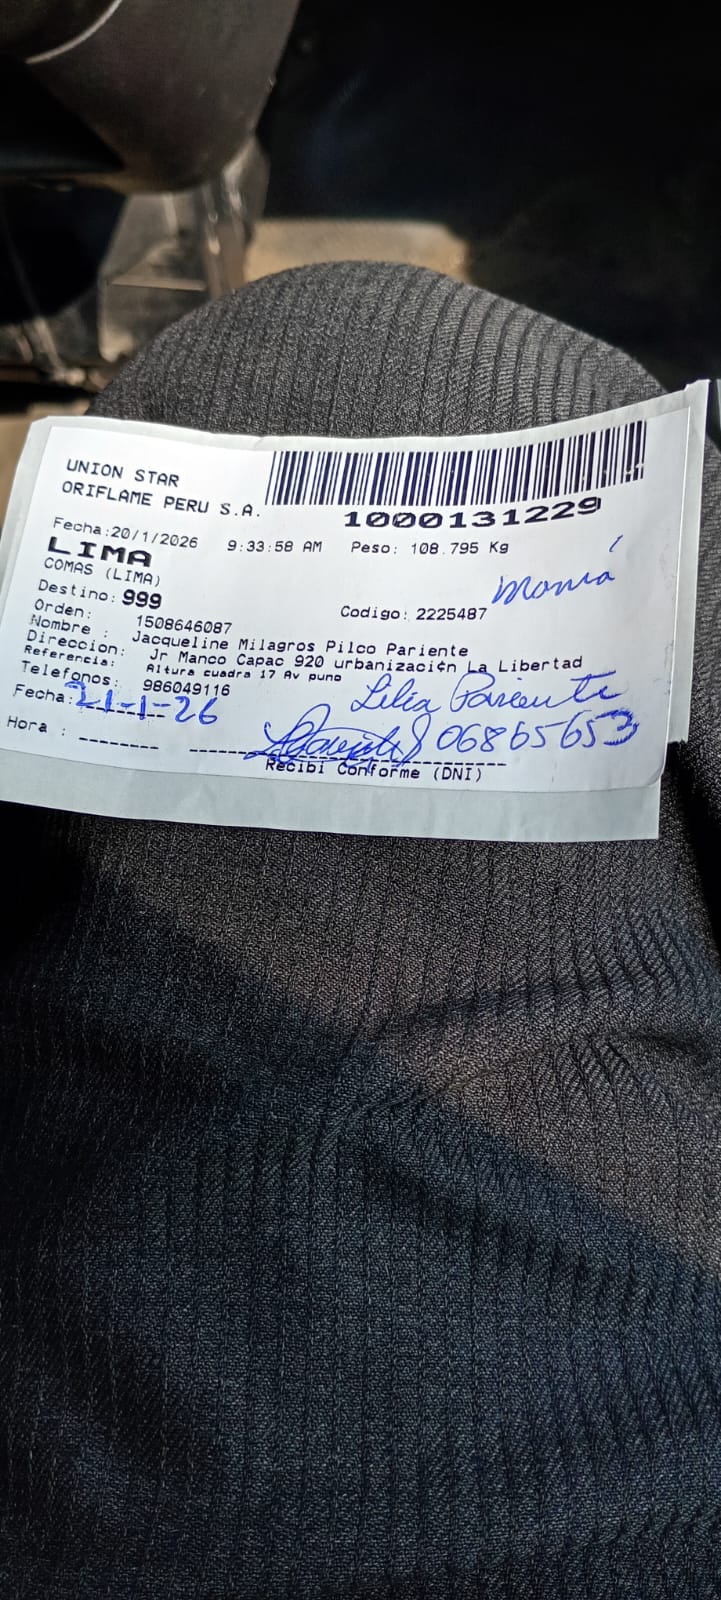 UNION STAR
ORIFLAME PERU S.A.
1000131229
Fecha:20/1/2026 9:33:58 AM Peso: 108.795 Kg
LIMA
COMAS (LIMA)
Mamá
Destino: 999
Codigo: 2225487
Orden: 1508646087
Nombre : Jacqueline Milagros Pilco Pariente
Direccion: Jr Manco Capac 920 urbanizaci¢n La Libertad
Referencia: Altura cuadra 17 Av puno
Telefonos: 986049116
Lilia Pariente
Fecha: 21-1-26
06865653
Hora :
Recibi Conforme (DNI)